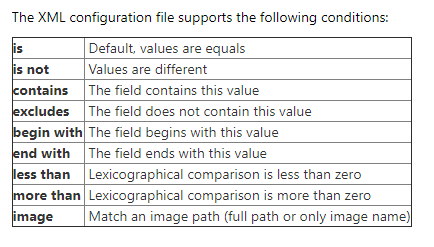 The XML configuration file supports the following conditions:
is Default, values are equals
is not Values are different
contains The field contains this value
excludes The field does not contain this value
begin with The field begins with this value
end with The field ends with this value
less than Lexicographical comparison is less than zero
more than Lexicographical comparison is more than zero
image Match an image path (full path or only image name)